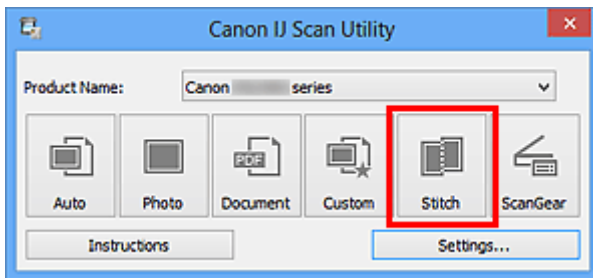 Canon IJ Scan Utility
Product Name: Canon series
PDF
Auto Photo Document Custom Stitch ScanGear
Instructions Settings...